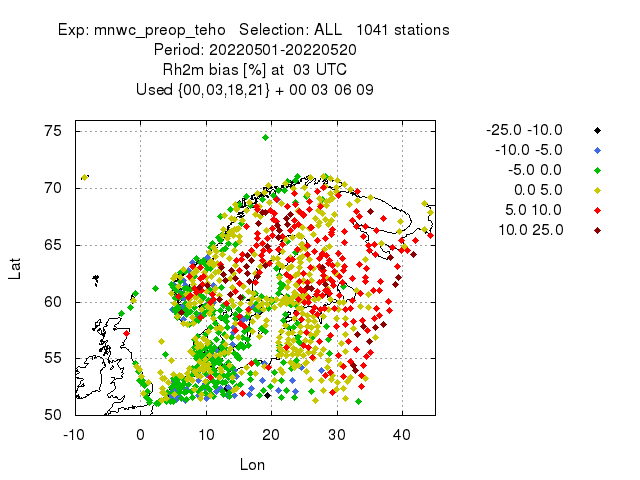 Exp: mnwc_preop_teho   Selection: ALL   1041 stations
Period: 20220501-20220520
Rh2m bias [%] at  03 UTC
Used {00,03,18,21} + 00 03 06 09
75
70
65
60
55
50
Lat
-10 0 10 20 30 40
Lon
-25.0 -10.0
-10.0 -5.0
-5.0 0.0
0.0 5.0
5.0 10.0
10.0 25.0